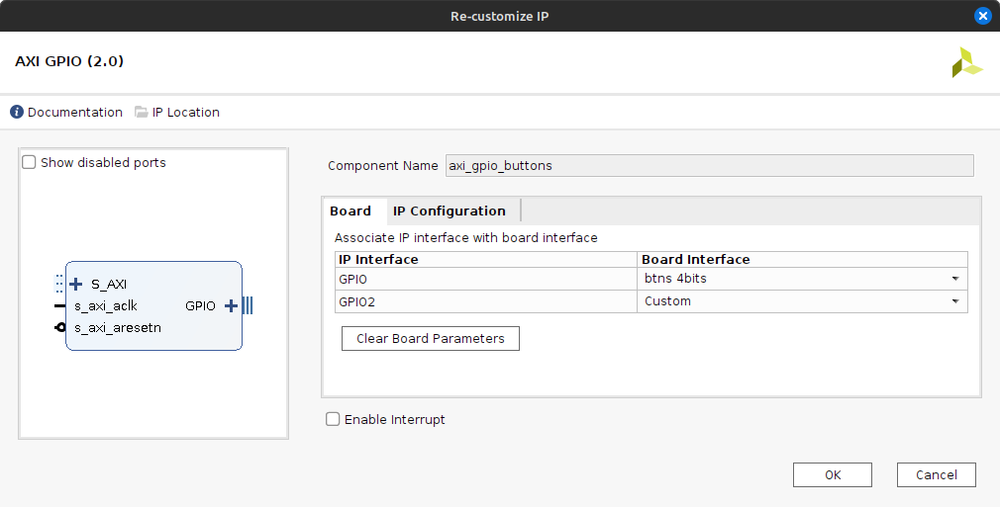 Re-customize IP
AXI GPIO (2.0)
Documentation IP Location
Show disabled ports
S_AXI
s_axi_aclk
GPIO
s_axi_aresetn
Component Name axi_gpio_buttons
Board IP Configuration
Associate IP interface with board interface
IP Interface Board Interface
GPIO btns 4bits
GPIO2 Custom
Clear Board Parameters
Enable Interrupt
OK Cancel